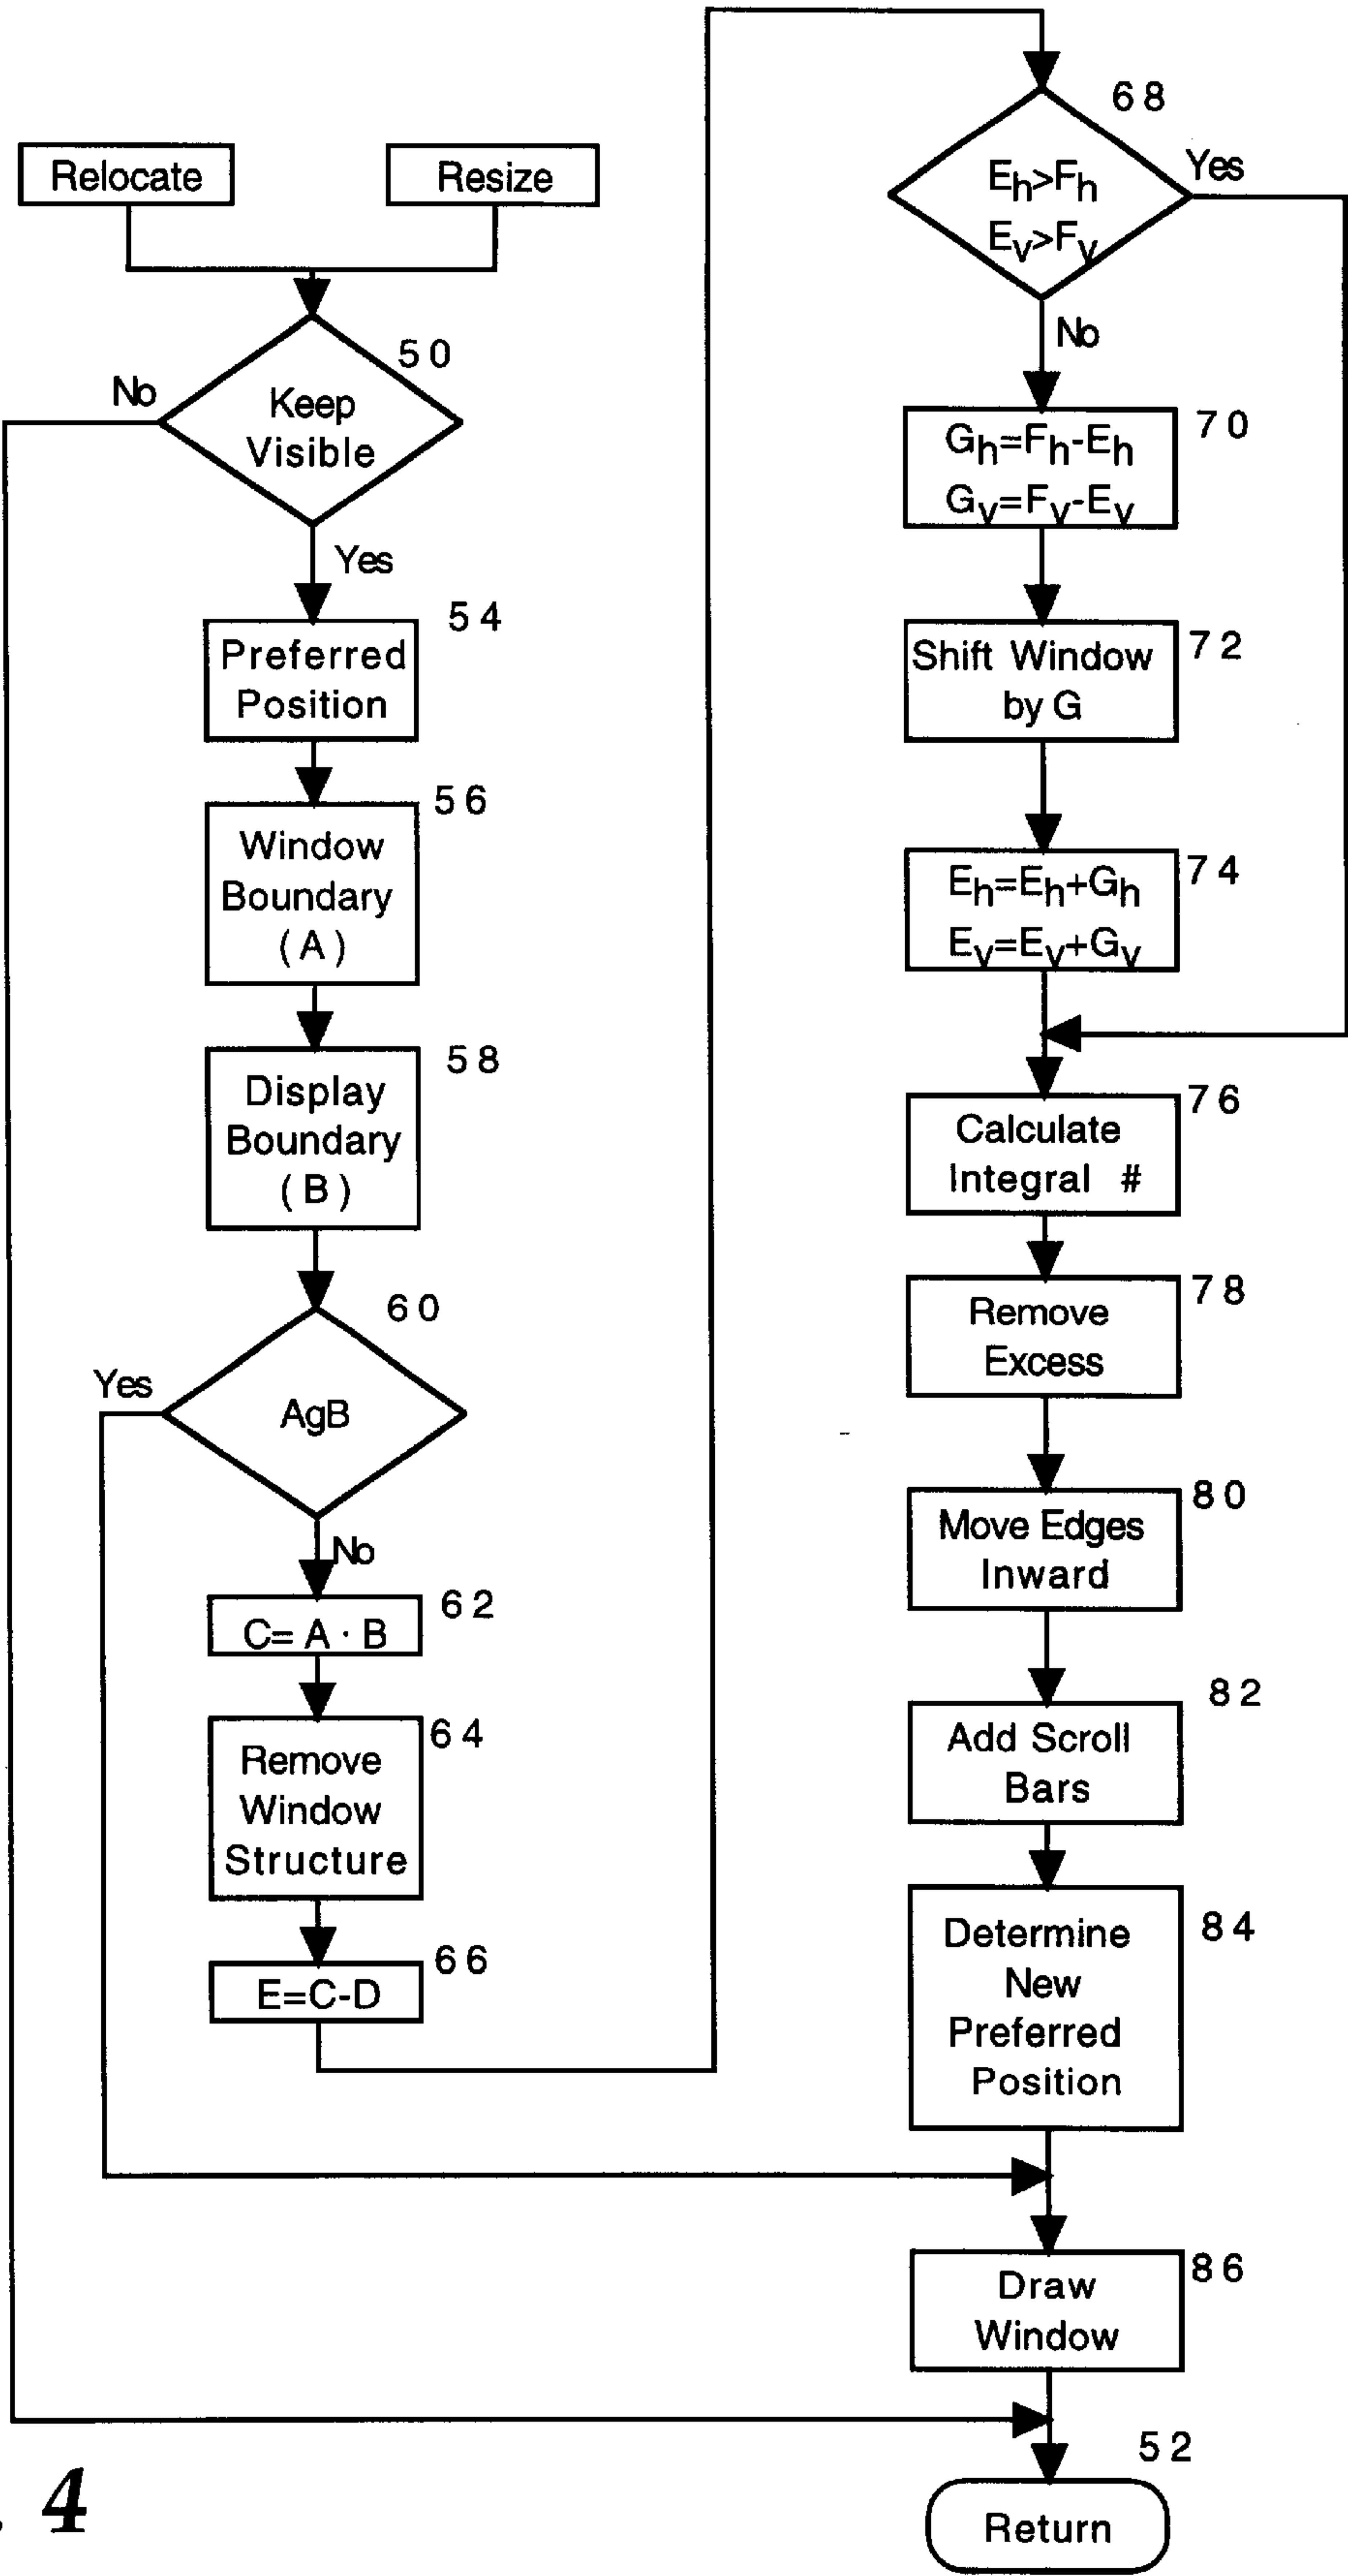 Relocate
Resize
50
Keep
Visible
No
Yes
54
Preferred
Position
56
Window
Boundary
(A)
58
Display
Boundary
(B)
60
AgB
Yes
No
62
C= A · B
64
Remove
Window
Structure
66
E=C-D
68
Eh>Fh
Ev>Fv
Yes
No
70
Gh=Fh-Eh
Gv=Fv-Ev
72
Shift Window
by G
74
Eh=Eh+Gh
Ev=Ev+Gv
76
Calculate
Integral #
78
Remove
Excess
80
Move Edges
Inward
82
Add Scroll
Bars
84
Determine
New
Preferred
Position
86
Draw
Window
52
Return
. 4